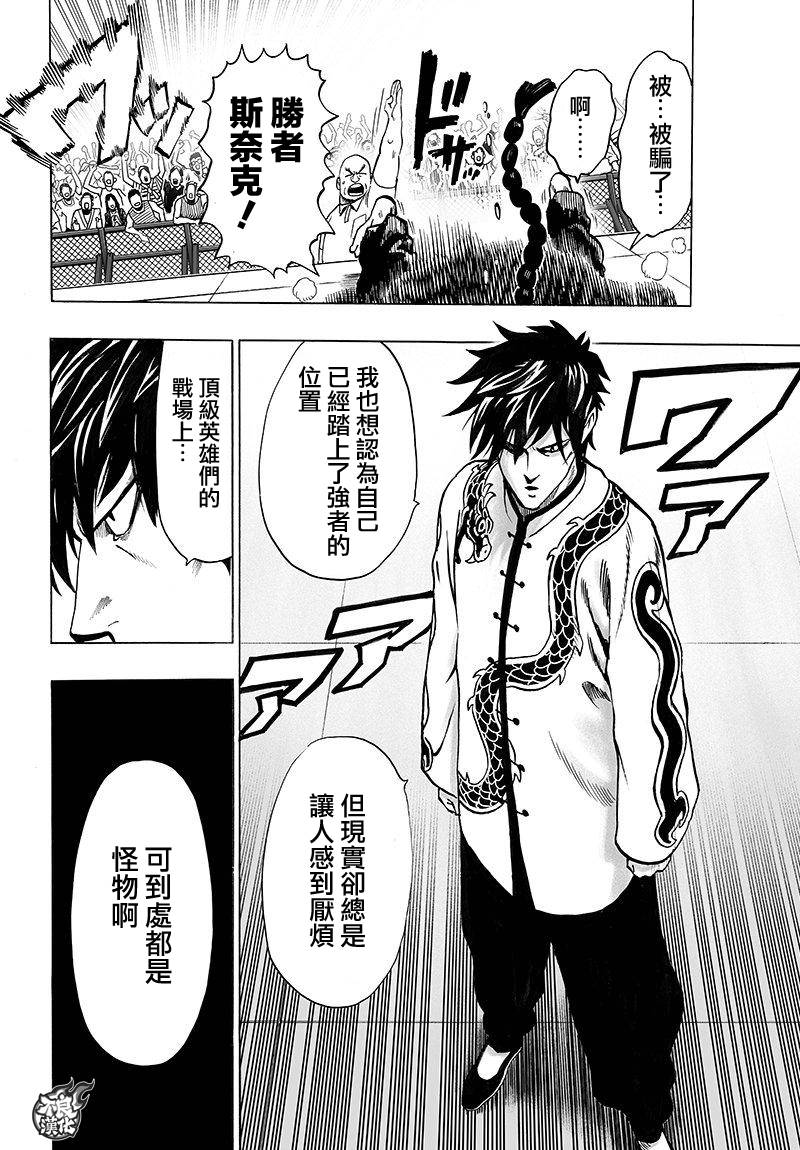 被…被騙了…
啊……
ドザッ
勝者
斯奈克！
ワッ
ワァ
我也想認為自己
已經踏上了強者的
位置
ァァ
但現實卻總是
讓人感到厭煩
頂級英雄們的
戰場上…
可到處都是
怪物啊
漢化